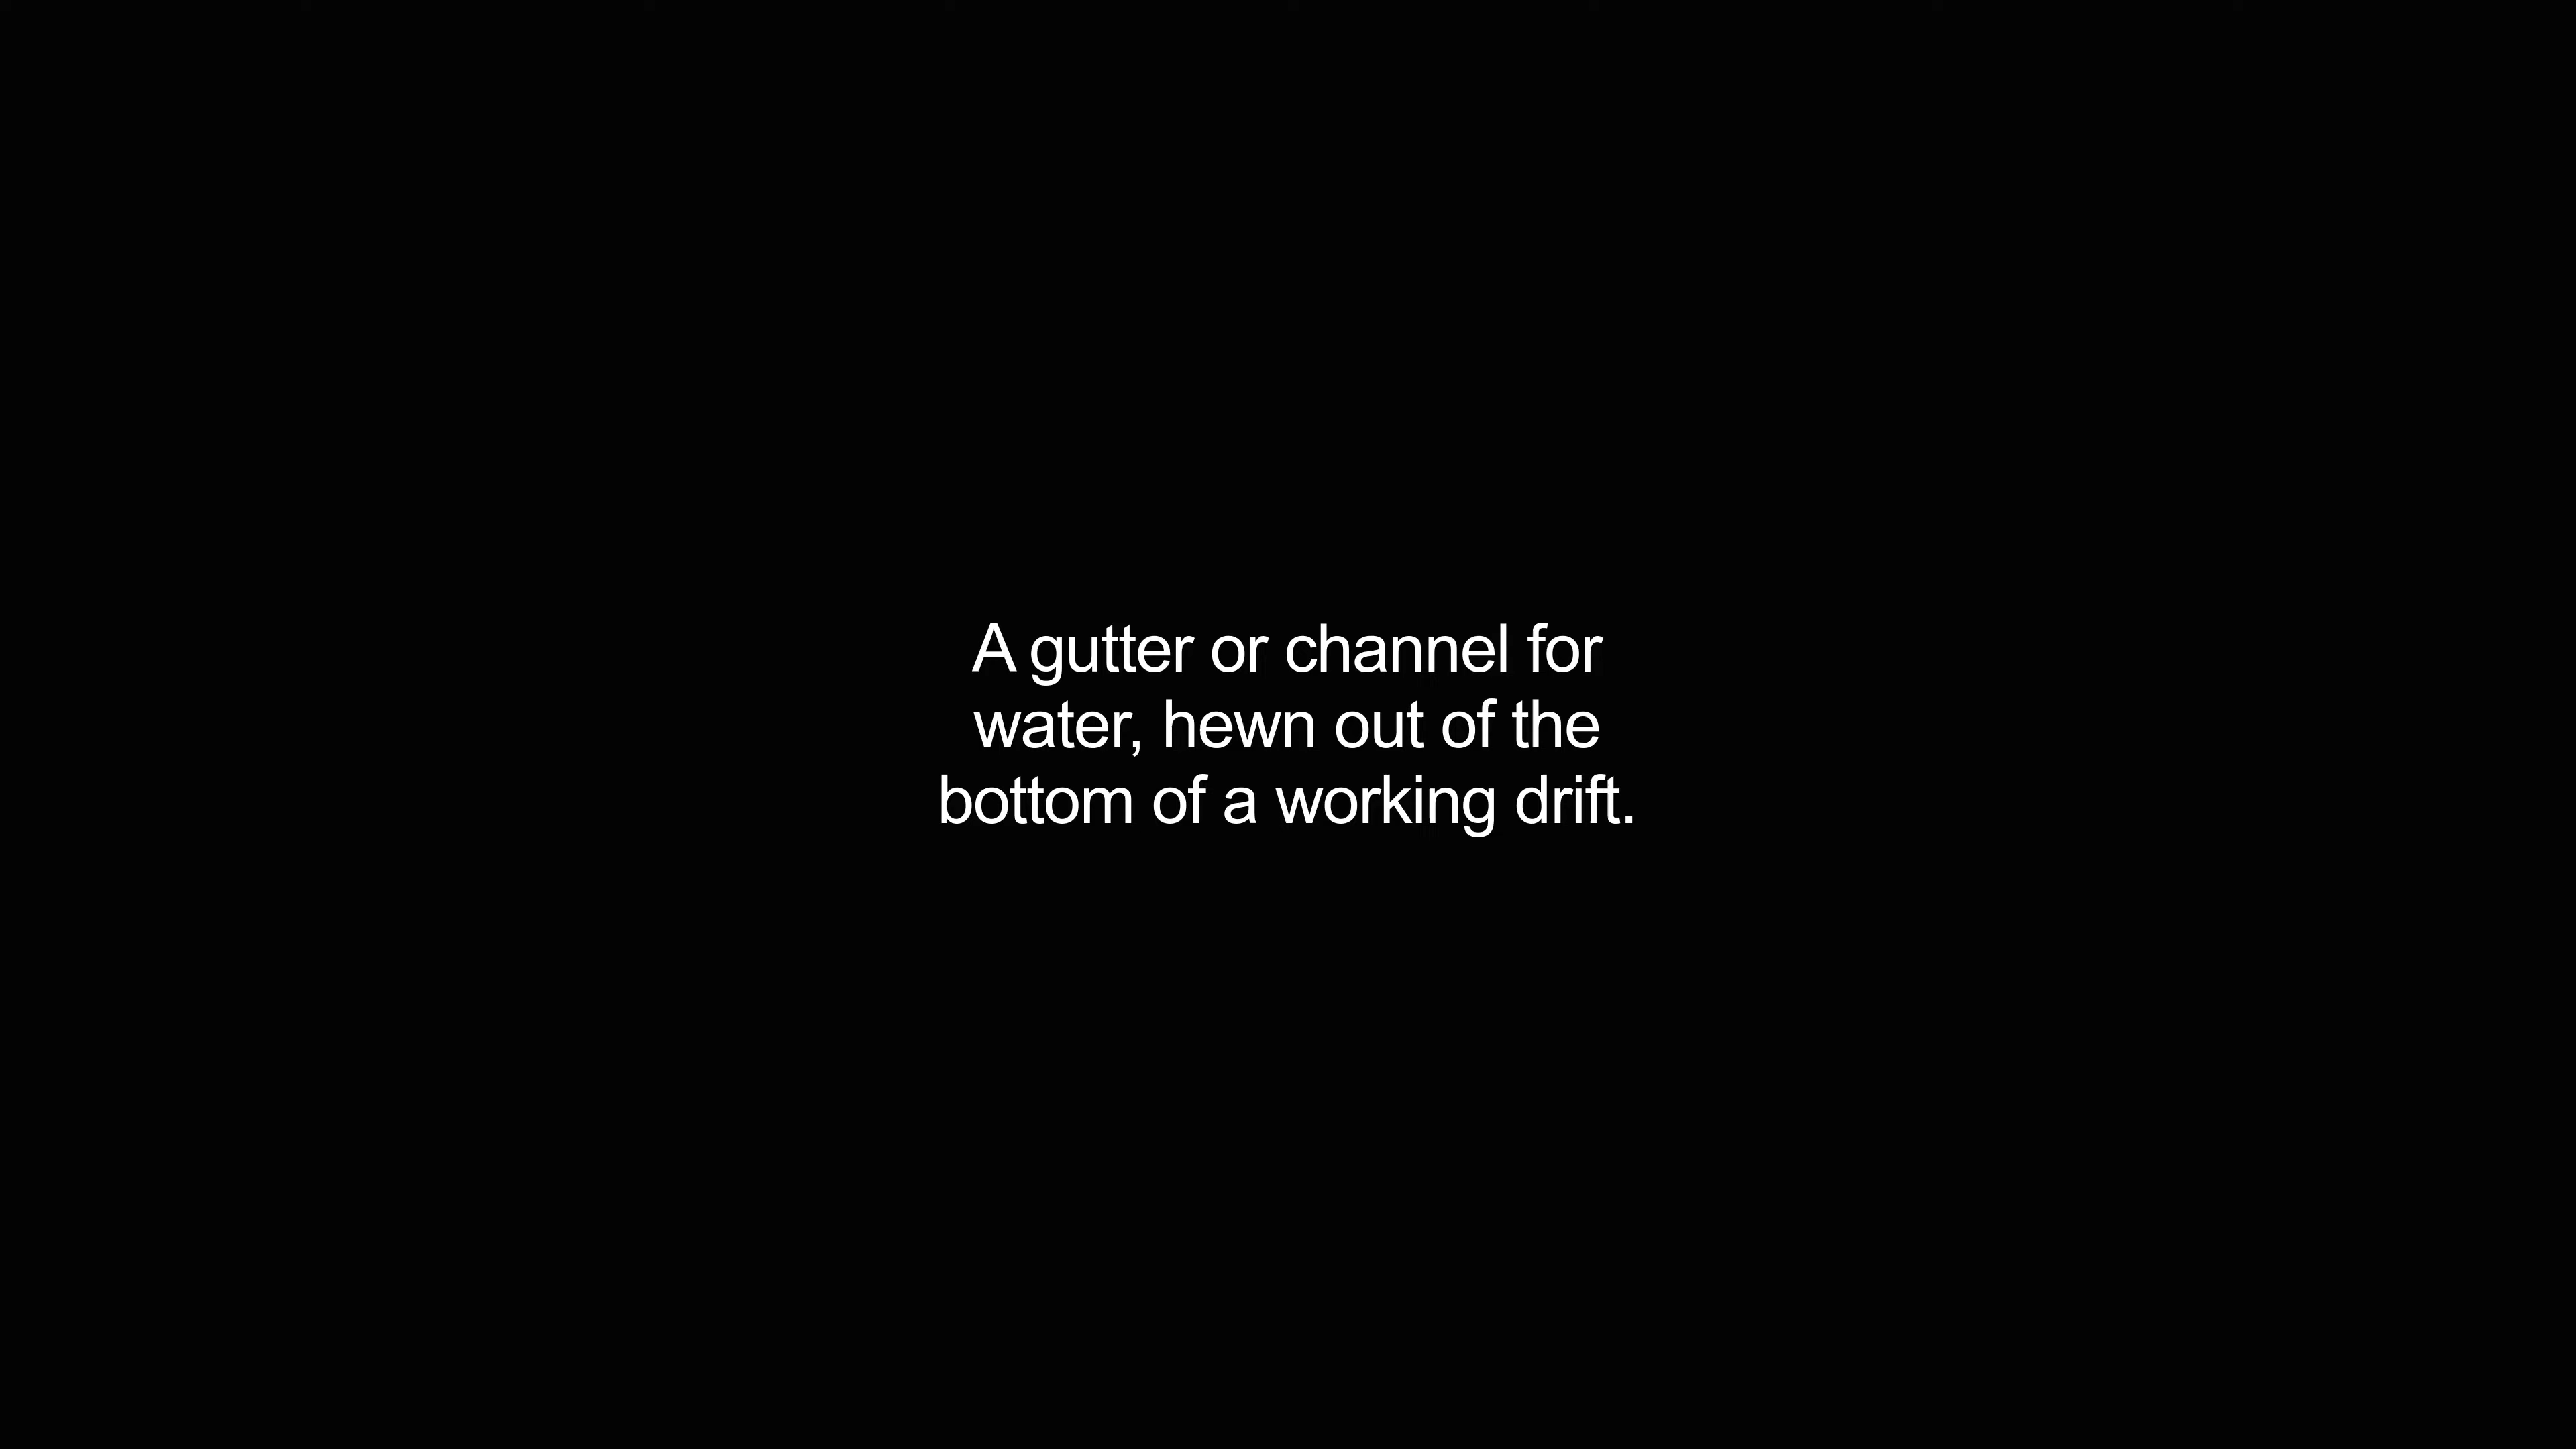 A gutter or channel for
water, hewn out of the
bottom of a working drift.